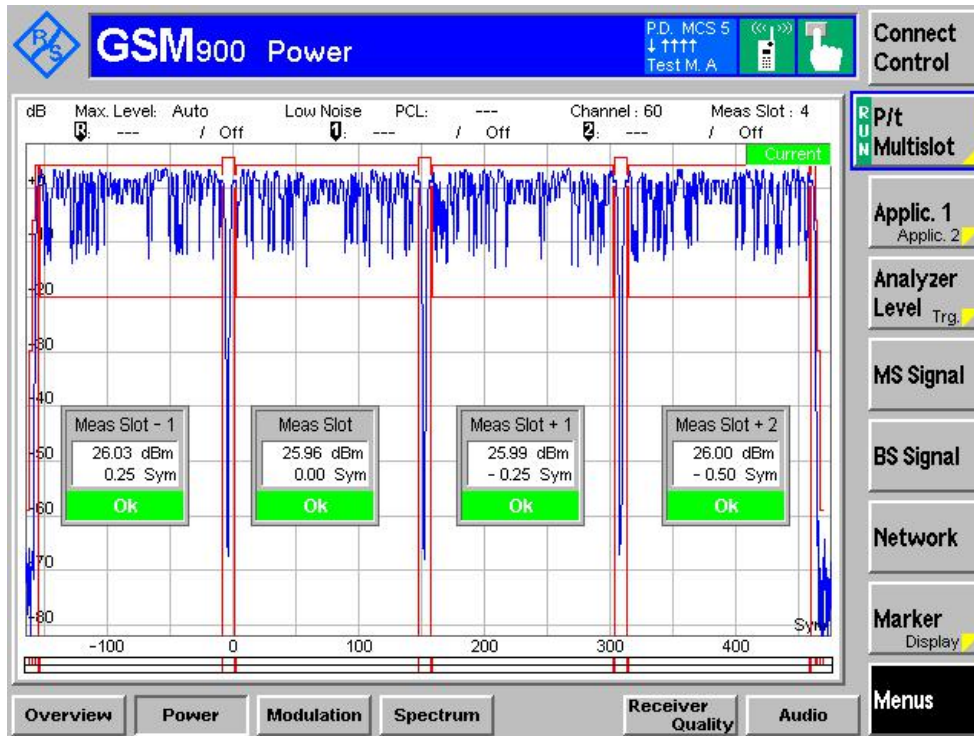 R/S
GSM900 Power
P.D. MCS 5
↓ ↑↑↑↑
Test M. A
Connect
Control
dB Max. Level: Auto Low Noise PCL: --- Channel : 60 Meas Slot : 4
R: --- / Off 1: --- / Off 2: --- / Off
RUN
P/t
Multislot
Current
+0
-10
Applic. 1
Applic. 2
-20
Analyzer
Level Trg.
-30
MS Signal
-40
Meas Slot - 1 Meas Slot Meas Slot + 1 Meas Slot + 2
26.03 dBm 25.96 dBm 25.99 dBm 26.00 dBm
0.25 Sym 0.00 Sym - 0.25 Sym - 0.50 Sym
Ok Ok Ok Ok
-50
BS Signal
-60
Network
-70
-80
Sym
Marker
Display
-100 0 100 200 300 400
Overview Power Modulation Spectrum Receiver Quality Audio
Menus